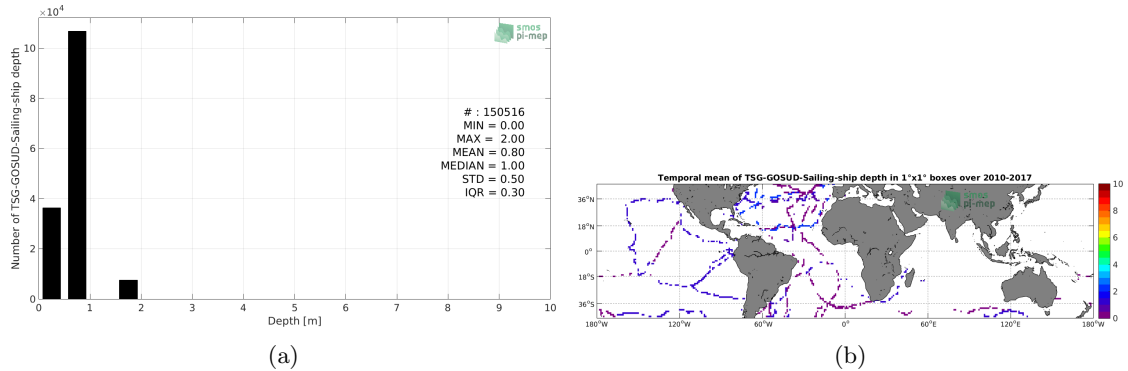 ×10⁴
10
8
6
4
2
0
Number of TSG-GOSUD-Sailing-ship depth
smos
pi-mep
# : 150516
MIN = 0.00
MAX = 2.00
MEAN = 0.80
MEDIAN = 1.00
STD = 0.50
IQR = 0.30
0 1 2 3 4 5 6 7 8 9 10
Depth [m]
(a)
Temporal mean of TSG-GOSUD-Sailing-ship depth in 1°x1° boxes over 2010-2017
smos
pi-mep
36°N
18°N
0°
18°S
36°S
180°W 120°W 60°W 0° 60°E 120°E 180°W
10
8
6
4
2
0
(b)